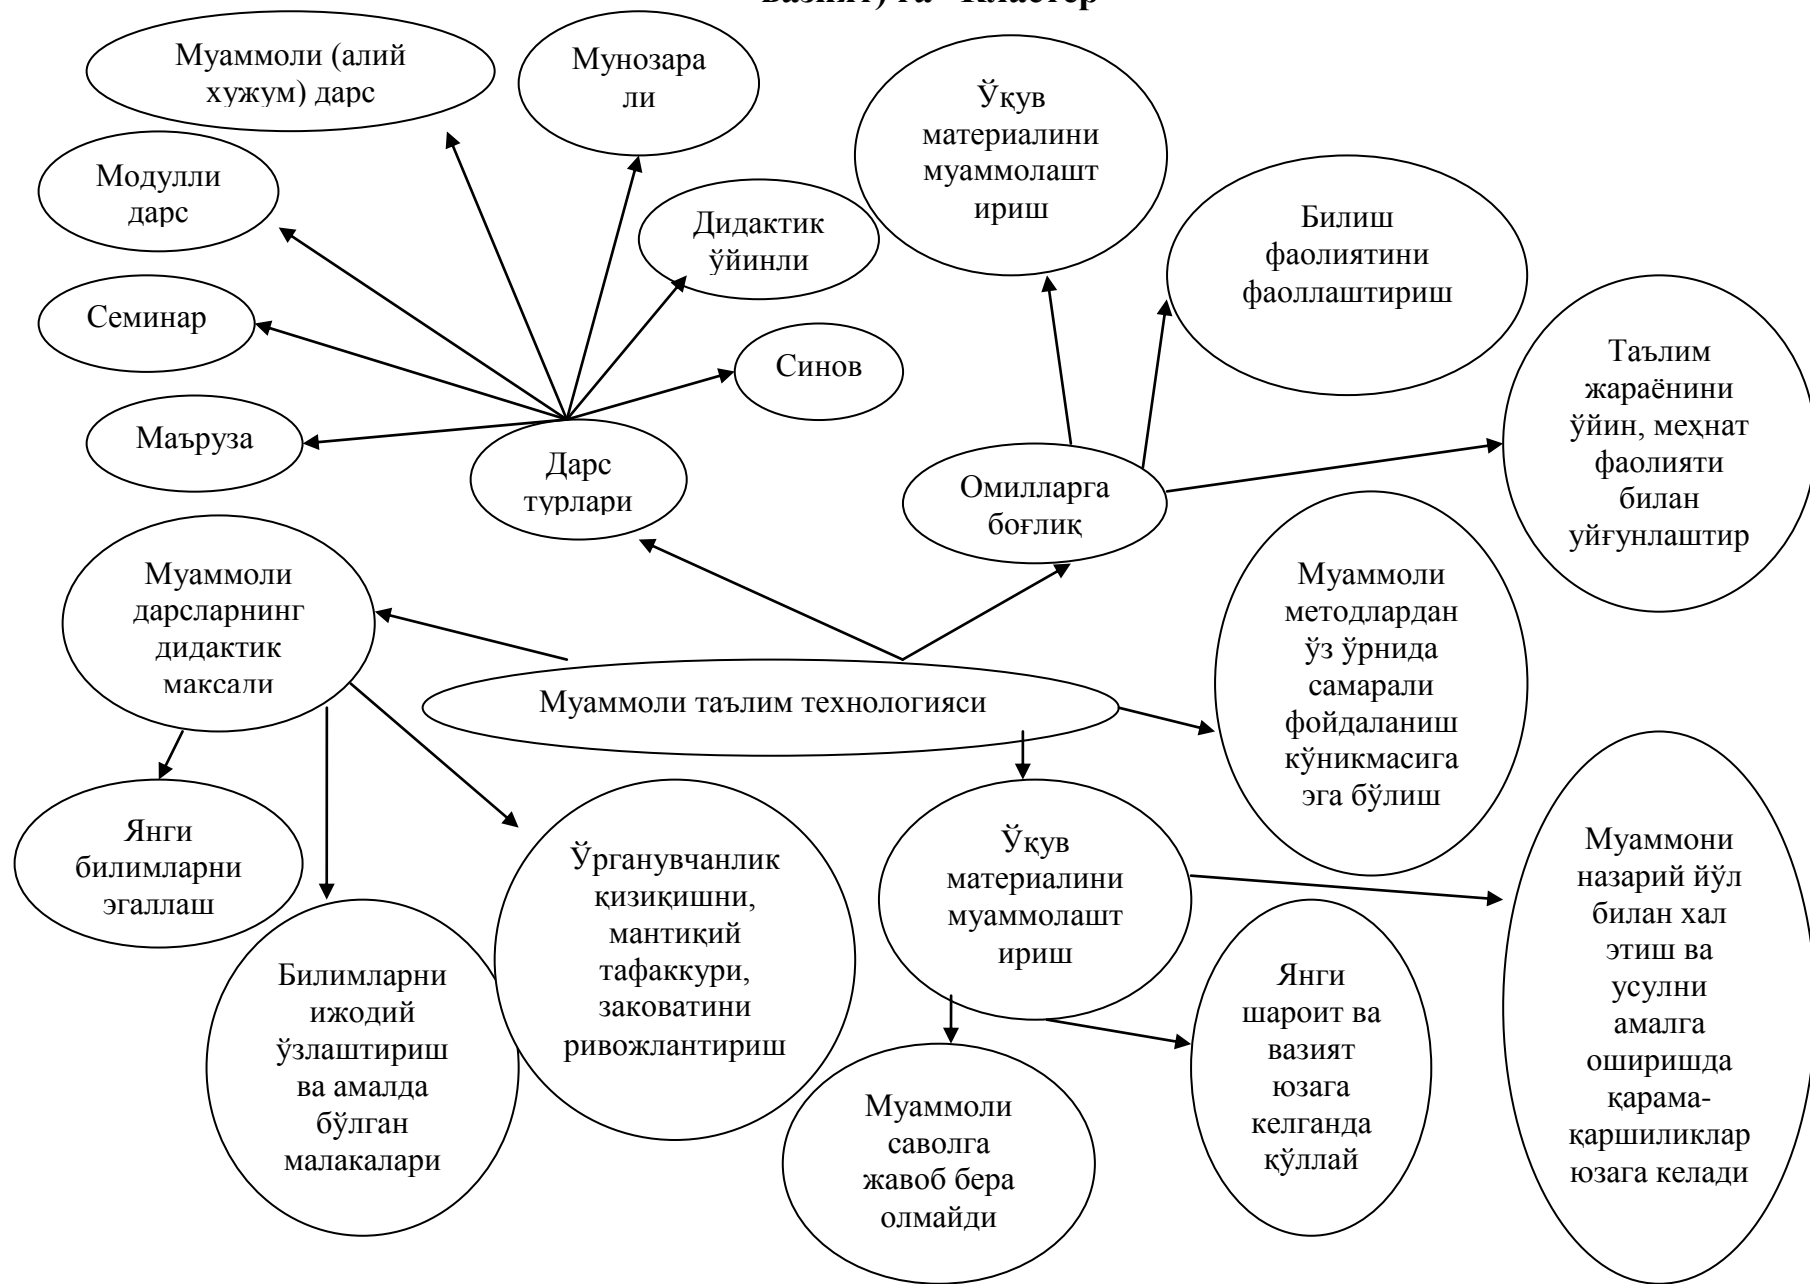 вазият) га "Кластер"
Муаммоли (алий
хужум) дарс
Мунозара
ли
Ўқув
материалини
муаммолашт
ириш
Модулли
дарс
Дидактик
ўйинли
Билиш
фаолиятини
фаоллаштириш
Семинар
Синов
Таълим
жараёнини
ўйин, меҳнат
фаолияти
билан
уйғунлаштир
Маъруза
Дарс
турлари
Омилларга
боғлиқ
Муаммоли
дарсларнинг
дидактик
мақсади
Муаммоли
методлардан
ўз ўрнида
самарали
фойдаланиш
кўникмасига
эга бўлиш
Муаммоли таълим технологияси
Янги
билимларни
эгаллаш
Ўрганувчанлик
қизиқишни,
мантиқий
тафаккури,
заковатини
ривожлантириш
Ўқув
материалини
муаммолашт
ириш
Муаммони
назарий йўл
билан хал
этиш ва
усулни
амалга
оширишда
қарама-
қаршиликлар
юзага келади
Билимларни
ижодий
ўзлаштириш
ва амалда
бўлган
малакалари
Янги
шароит ва
вазият
юзага
келганда
қўллай
Муаммоли
саволга
жавоб бера
олмайди